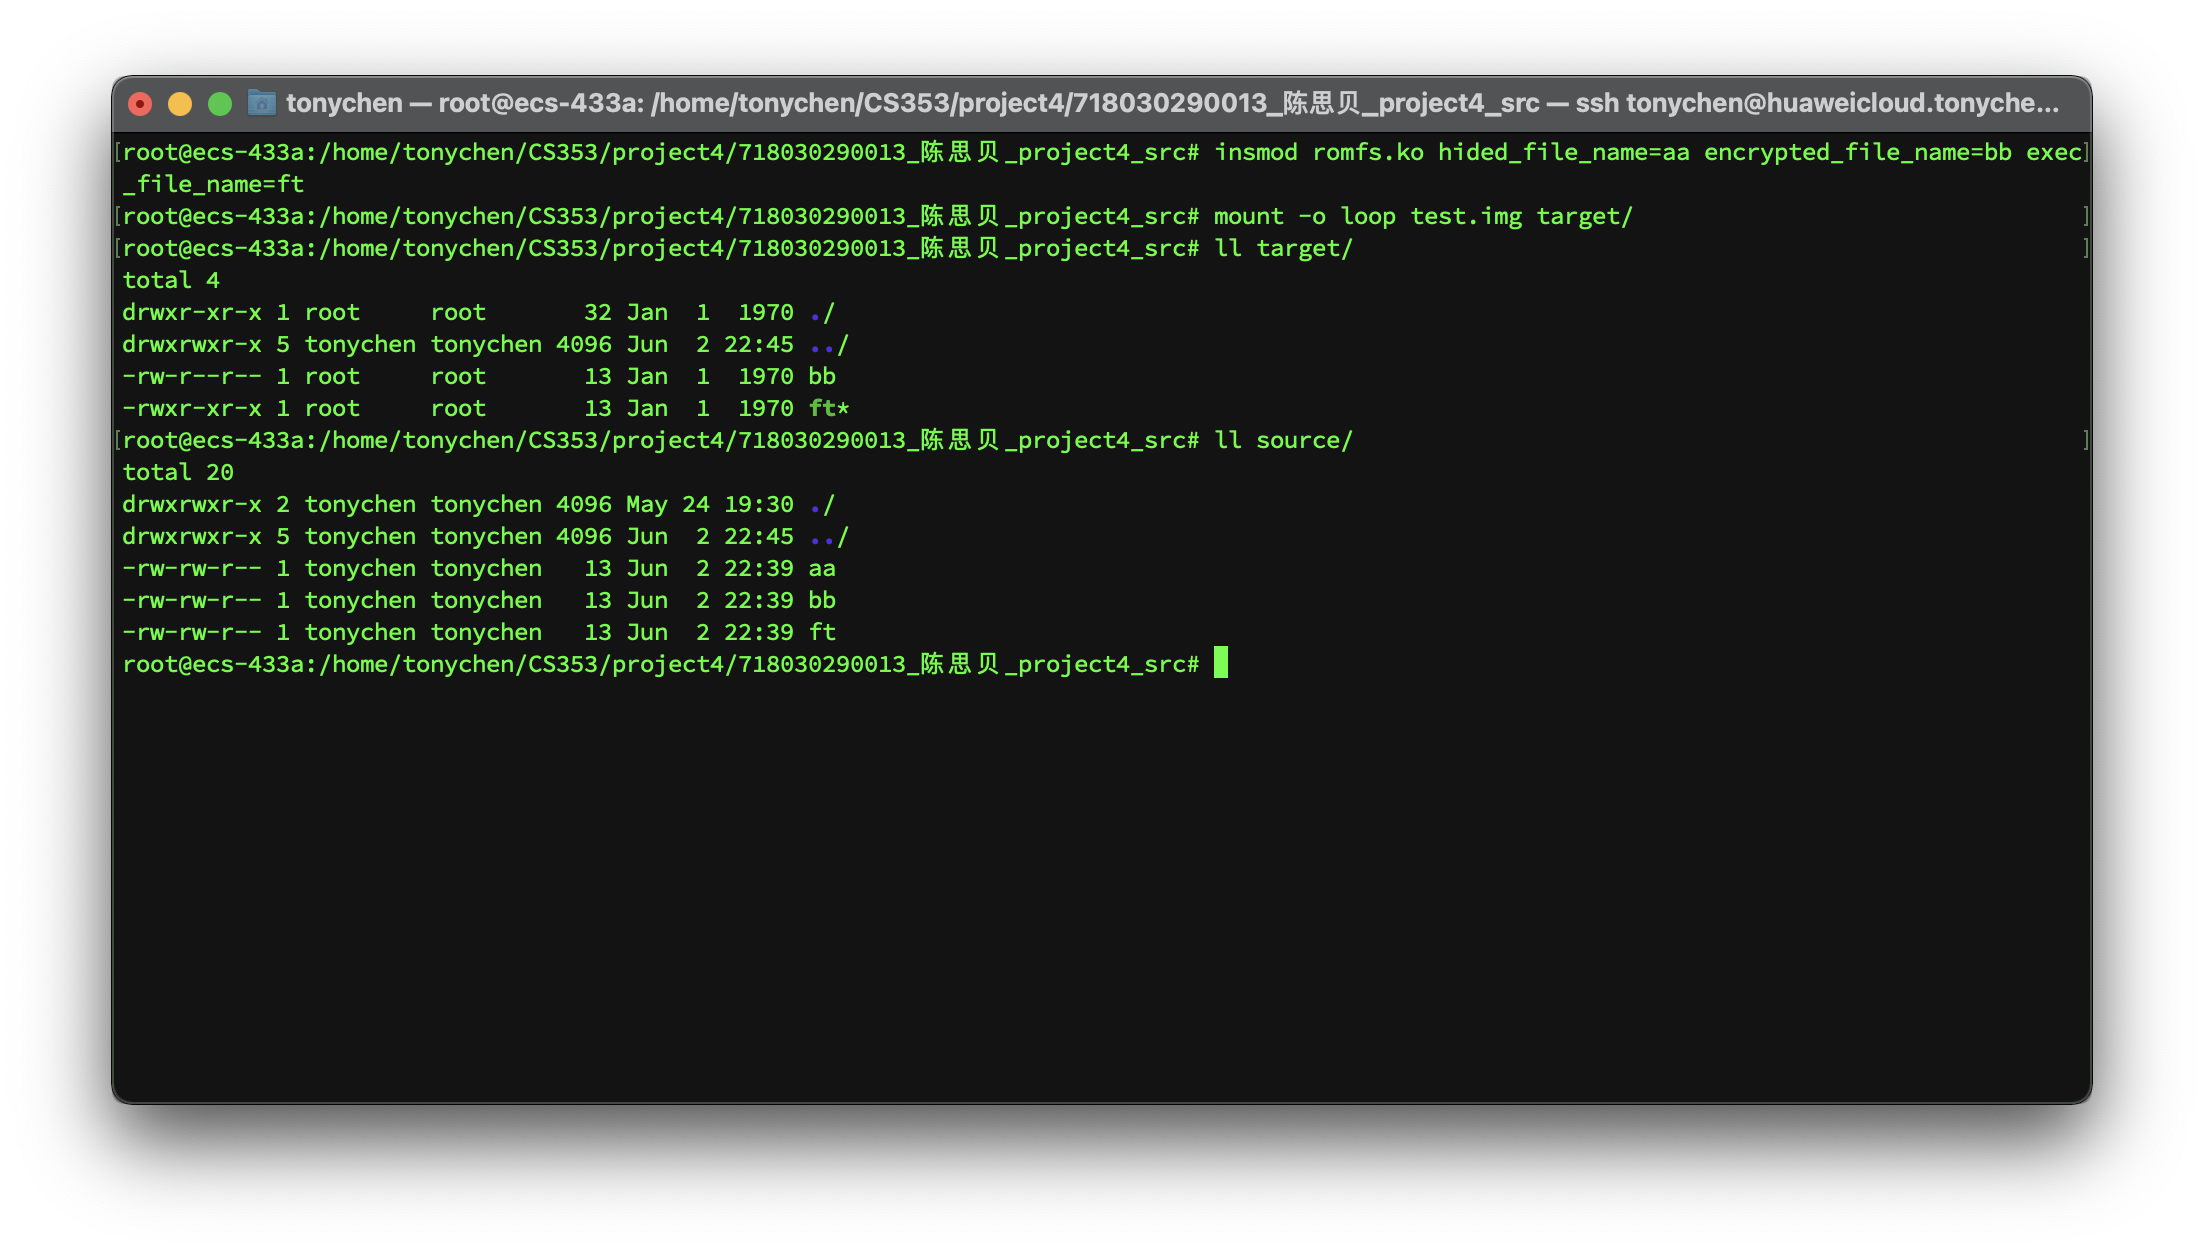 tonychen — root@ecs-433a: /home/tonychen/CS353/project4/718030290013_陈思贝_project4_src — ssh tonychen@huaweicloud.tonyche...
[root@ecs-433a:/home/tonychen/CS353/project4/718030290013_陈思贝_project4_src# insmod romfs.ko hided_file_name=aa encrypted_file_name=bb exec]
_file_name=ft
[root@ecs-433a:/home/tonychen/CS353/project4/718030290013_陈思贝_project4_src# mount -o loop test.img target/ ]
[root@ecs-433a:/home/tonychen/CS353/project4/718030290013_陈思贝_project4_src# ll target/ ]
total 4
drwxr-xr-x 1 root     root       32 Jan  1  1970 ./
drwxrwxr-x 5 tonychen tonychen 4096 Jun  2 22:45 ../
-rw-r--r-- 1 root     root       13 Jan  1  1970 bb
-rwxr-xr-x 1 root     root       13 Jan  1  1970 ft*
[root@ecs-433a:/home/tonychen/CS353/project4/718030290013_陈思贝_project4_src# ll source/ ]
total 20
drwxrwxr-x 2 tonychen tonychen 4096 May 24 19:30 ./
drwxrwxr-x 5 tonychen tonychen 4096 Jun  2 22:45 ../
-rw-rw-r-- 1 tonychen tonychen   13 Jun  2 22:39 aa
-rw-rw-r-- 1 tonychen tonychen   13 Jun  2 22:39 bb
-rw-rw-r-- 1 tonychen tonychen   13 Jun  2 22:39 ft
root@ecs-433a:/home/tonychen/CS353/project4/718030290013_陈思贝_project4_src#